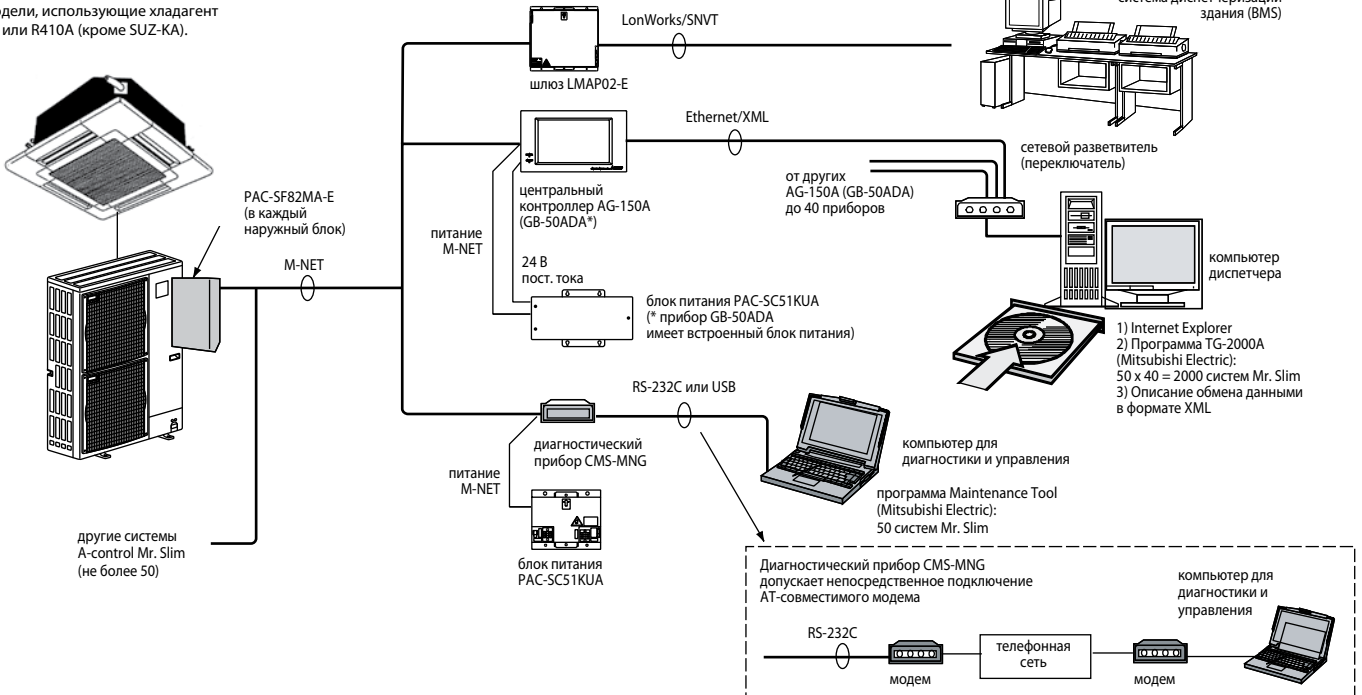 или R410A (кроме SUZ-KA).
LonWorks/SNVT
здания (BMS)
шлюз LMAP02-E
Ethernet/XML
сетевой разветвитель
(переключатель)
PAC-SF82MA-E
(в каждый
наружный блок)
центральный
контроллер AG-150A
(GB-50ADA*)
от других
AG-150A (GB-50ADA)
до 40 приборов
питание
M-NET
M-NET
24 В
пост. тока
компьютер
диспетчера
блок питания PAC-SC51KUA
(* прибор GB-50ADA
имеет встроенный блок питания)
1) Internet Explorer
2) Программа TG-2000A
(Mitsubishi Electric):
50 x 40 = 2000 систем Mr. Slim
3) Описание обмена данными
в формате XML
RS-232C или USB
диагностический
прибор CMS-MNG
компьютер для
диагностики и управления
питание
M-NET
программа Maintenance Tool
(Mitsubishi Electric):
50 систем Mr. Slim
другие системы
A-control Mr. Slim
(не более 50)
блок питания
PAC-SC51KUA
Диагностический прибор CMS-MNG
допускает непосредственное подключение
АТ-совместимого модема
компьютер для
диагностики и
управления
RS-232C
телефонная
сеть
модем
модем